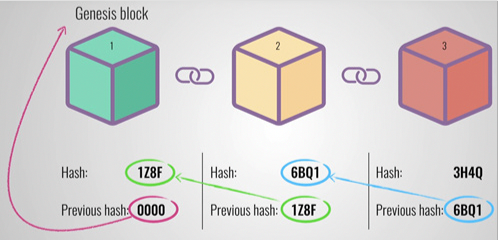 Genesis block
1
2
3
Hash: 1Z8F
Previous hash: 0000
Hash: 6BQ1
Previous hash: 1Z8F
Hash: 3H4Q
Previous hash: 6BQ1